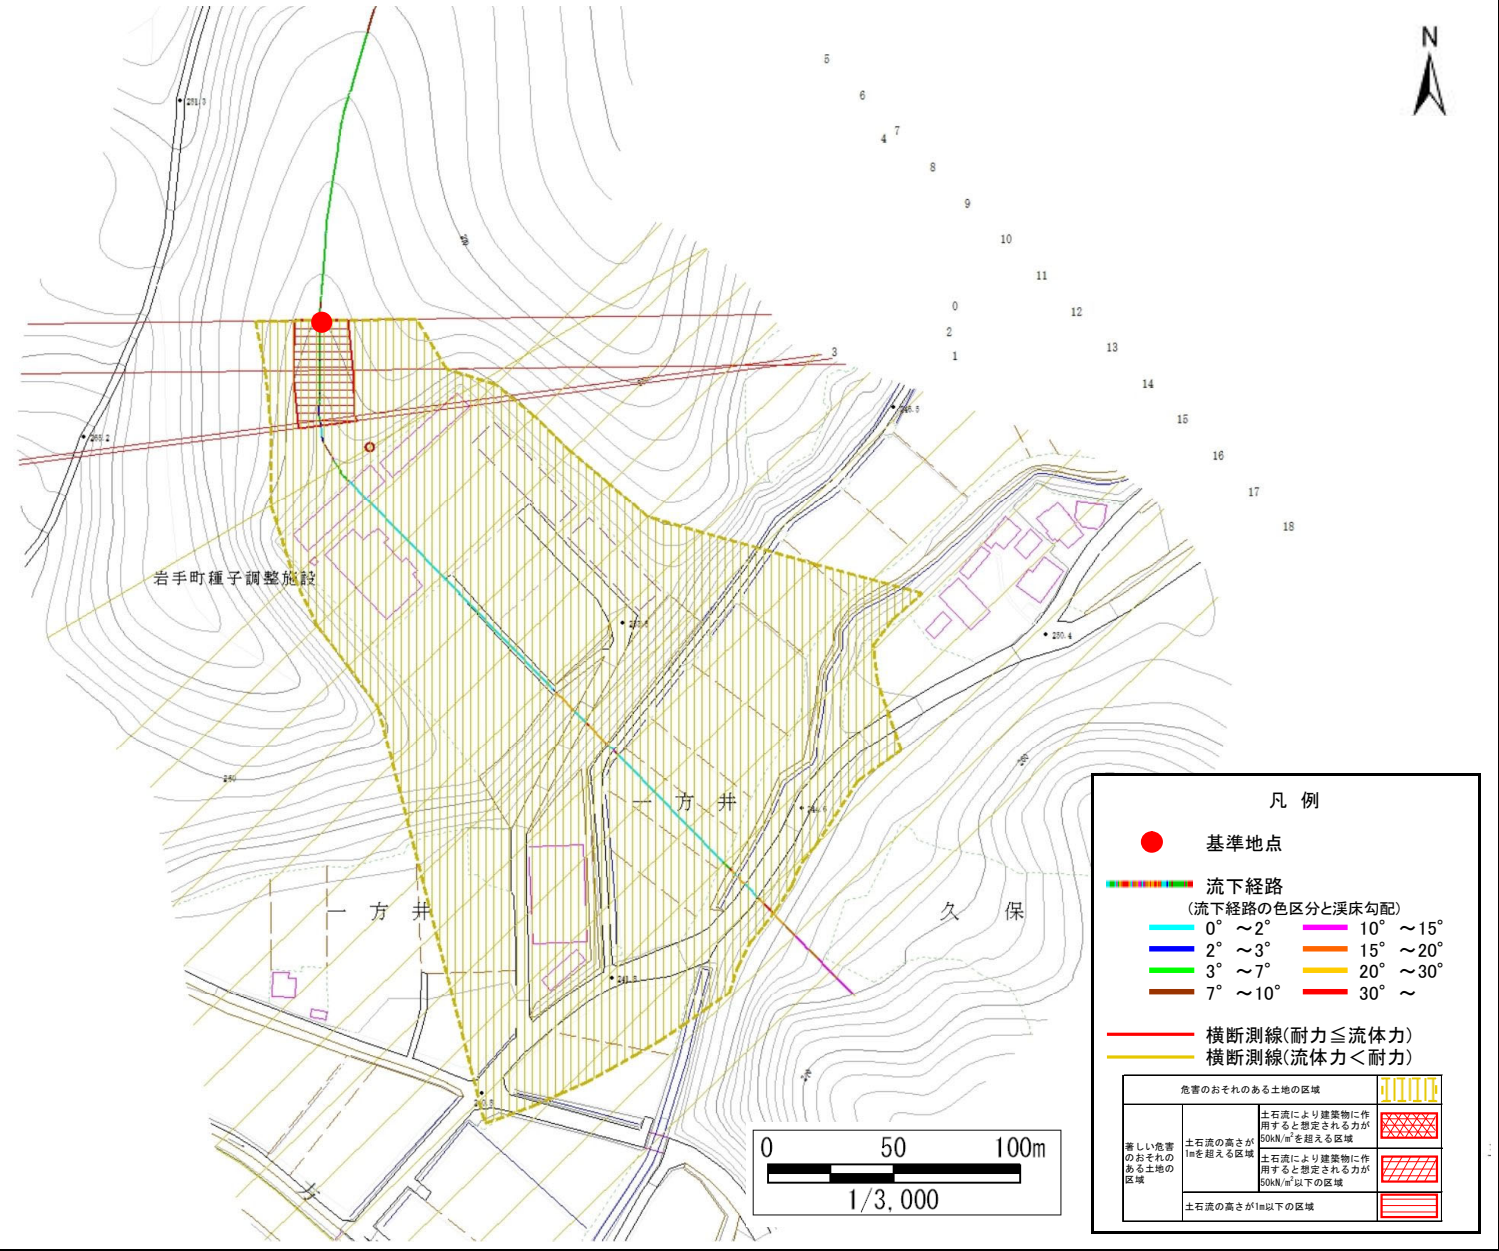 N
5
6
4
7
8
9
10
11
0
12
2
1
3
13
14
15
16
17
18
岩手町種子調整施設
250.4
250
260
一方井
一方井
久保
方
凡 例
基準地点
流下経路
(流下経路の色区分と渓床勾配)
0° ～2°
10° ～15°
2° ～3°
15° ～20°
3° ～7°
20° ～30°
7° ～10°
30° ～
横断測線(耐力≦流体力)
横断測線(流体力＜耐力)
危害のおそれのある土地の区域
著しい危害
のおそれの
ある土地の
区域
土石流の高さが
1mを超える区域
土石流により建築物に作
用すると想定される力が
50kN/m²を超える区域
土石流により建築物に作
用すると想定される力が
50kN/m²以下の区域
土石流の高さが1m以下の区域
0 50 100m
1/3,000